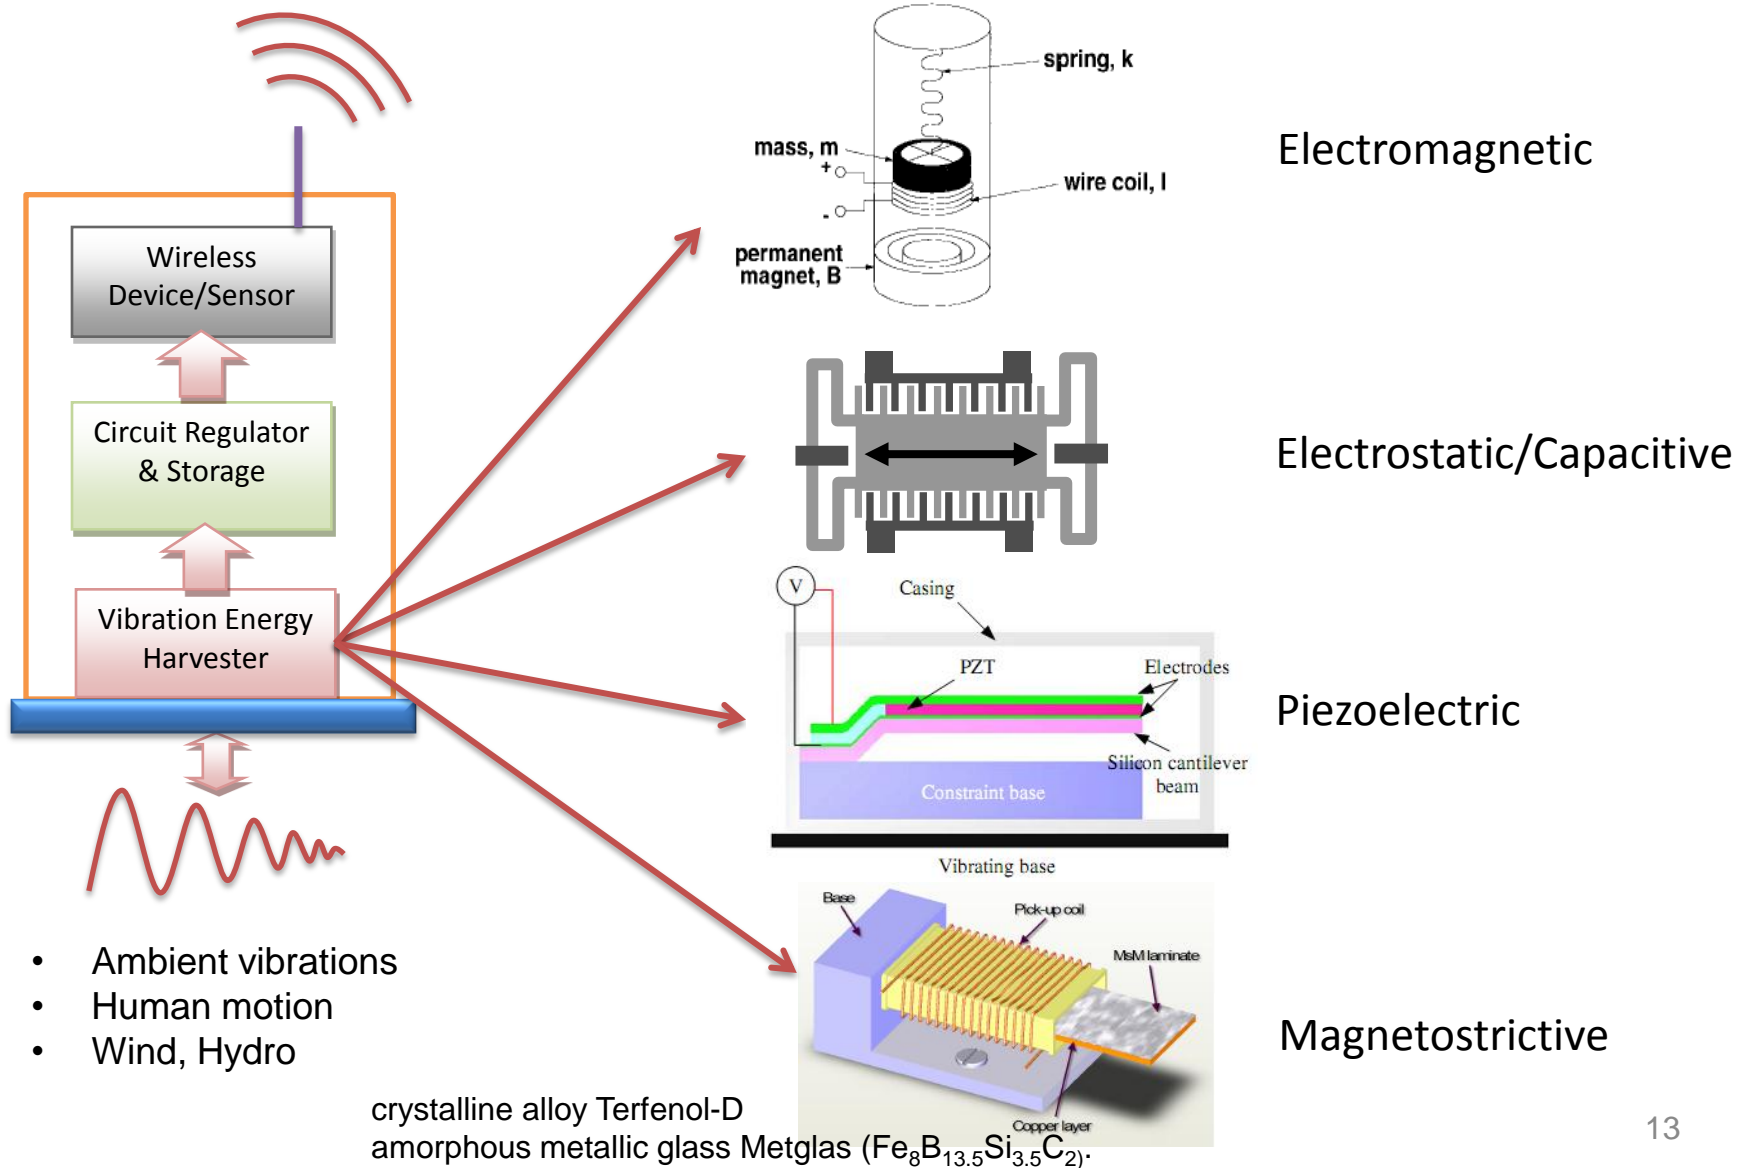 Wireless
Device/Sensor
Circuit Regulator
& Storage
Vibration Energy
Harvester
• Ambient vibrations
• Human motion
• Wind, Hydro
spring, k
mass, m
+
-
wire coil, l
permanent
magnet, B
Electromagnetic
Electrostatic/Capacitive
V
Casing
PZT
Electrodes
Silicon cantilever
beam
Constraint base
Vibrating base
Piezoelectric
Base
Pick-up coil
MsM laminate
Copper layer
Magnetostrictive
crystalline alloy Terfenol-D
amorphous metallic glass Metglas (Fe₈B₁₃.₅Si₃.₅C₂₎.
13